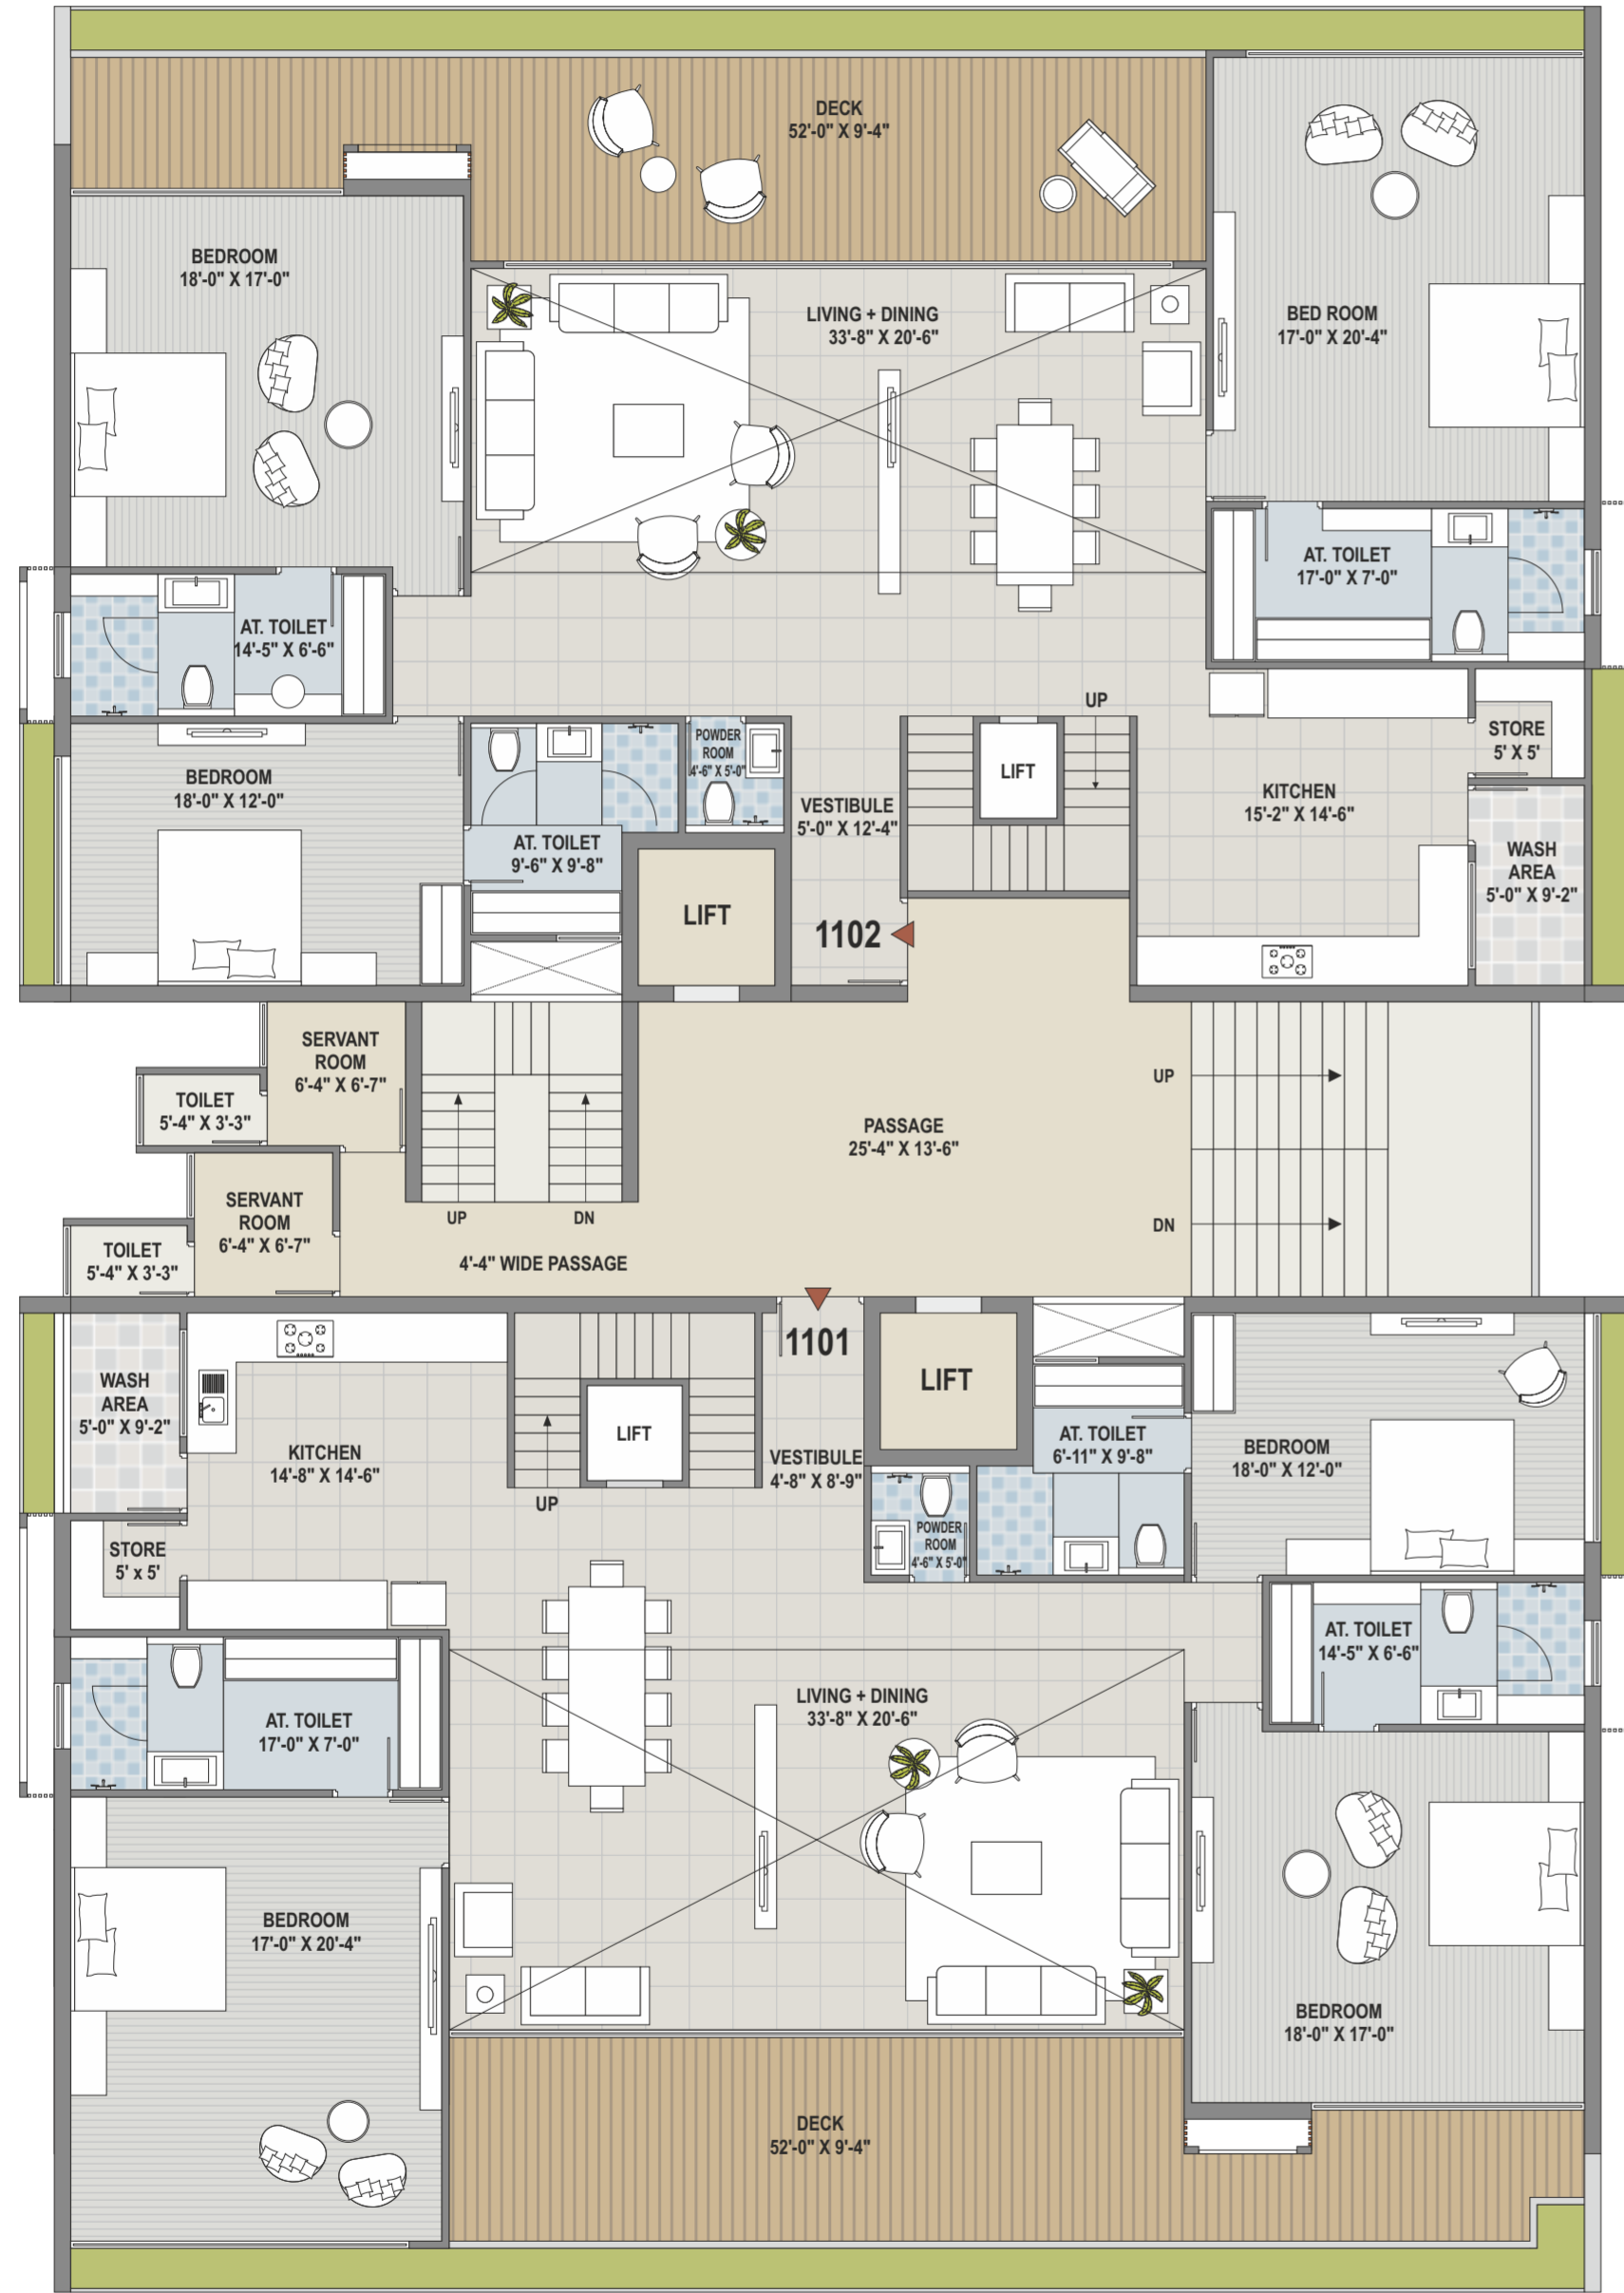 DECK
52'-0" X 9'-4"
BEDROOM
18'-0" X 17'-0"
LIVING + DINING
33'-8" X 20'-6"
BED ROOM
17'-0" X 20'-4"
AT. TOILET
17'-0" X 7'-0"
AT. TOILET
14'-5" X 6'-6"
UP
STORE
5' X 5'
POWDER
ROOM
4'-6" X 5'-0"
LIFT
BEDROOM
18'-0" X 12'-0"
VESTIBULE
5'-0" X 12'-4"
KITCHEN
15'-2" X 14'-6"
AT. TOILET
9'-6" X 9'-8"
WASH
AREA
5'-0" X 9'-2"
LIFT
1102
SERVANT
ROOM
6'-4" X 6'-7"
UP
TOILET
5'-4" X 3'-3"
PASSAGE
25'-4" X 13'-6"
SERVANT
ROOM
6'-4" X 6'-7"
UP
DN
DN
TOILET
5'-4" X 3'-3"
4'-4" WIDE PASSAGE
1101
LIFT
WASH
AREA
5'-0" X 9'-2"
LIFT
AT. TOILET
6'-11" X 9'-8"
KITCHEN
14'-8" X 14'-6"
VESTIBULE
4'-8" X 8'-9"
BEDROOM
18'-0" X 12'-0"
UP
POWDER
ROOM
4'-6" X 5'-0"
STORE
5' x 5'
AT. TOILET
14'-5" X 6'-6"
LIVING + DINING
33'-8" X 20'-6"
AT. TOILET
17'-0" X 7'-0"
BEDROOM
17'-0" X 20'-4"
BEDROOM
18'-0" X 17'-0"
DECK
52'-0" X 9'-4"